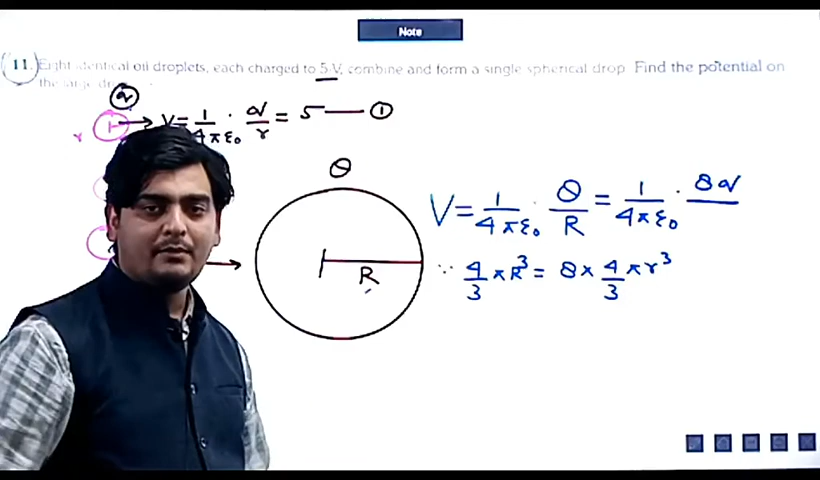 Note
11. Eight identical oil droplets, each charged to 5 V, combine and form a single spherical drop. Find the potential on
the large
q
r V = 1/4πε₀ · q/r = 5 — ①
Q
V = 1/4πε₀ · Q/R = 1/4πε₀ · 8q
R
∵ 4/3 πR³ = 8 × 4/3 πr³